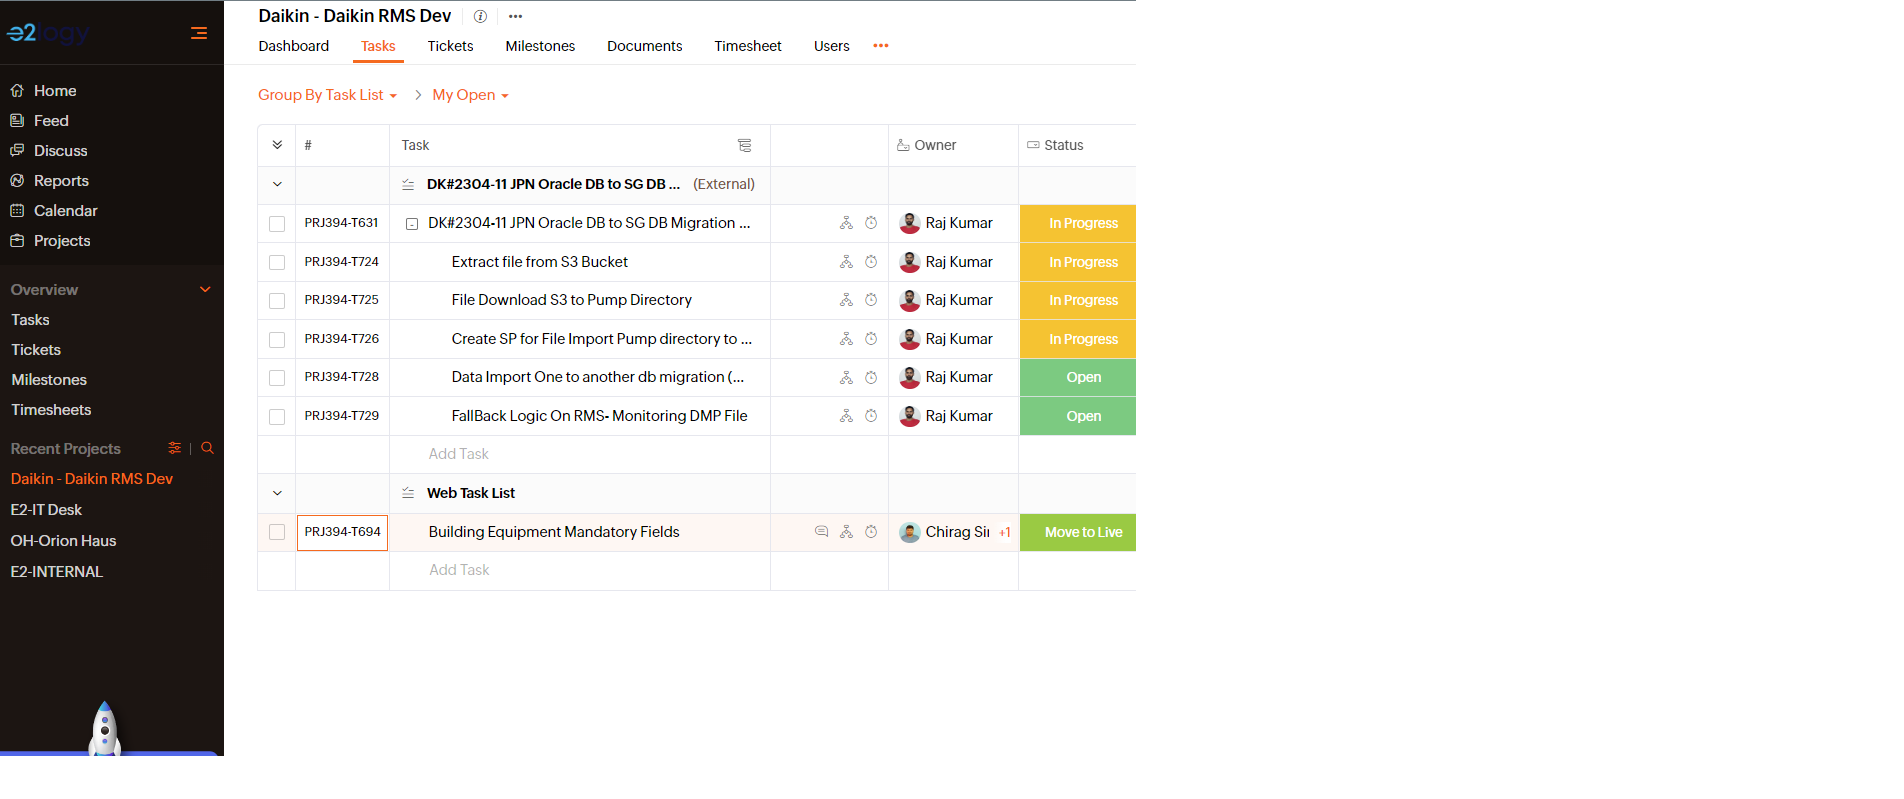 e2logy
Daikin - Daikin RMS Dev
Dashboard Tasks Tickets Milestones Documents Timesheet Users
Home
Feed
Discuss
Reports
Calendar
Projects
Overview
Tasks
Tickets
Milestones
Timesheets
Recent Projects
Daikin - Daikin RMS Dev
E2-IT Desk
OH-Orion Haus
E2-INTERNAL
Group By Task List > My Open
# Task Owner Status
DK#2304-11 JPN Oracle DB to SG DB ... (External)
PRJ394-T631 DK#2304-11 JPN Oracle DB to SG DB Migration ... Raj Kumar In Progress
PRJ394-T724 Extract file from S3 Bucket Raj Kumar In Progress
PRJ394-T725 File Download S3 to Pump Directory Raj Kumar In Progress
PRJ394-T726 Create SP for File Import Pump directory to ... Raj Kumar In Progress
PRJ394-T728 Data Import One to another db migration (... Raj Kumar Open
PRJ394-T729 FallBack Logic On RMS- Monitoring DMP File Raj Kumar Open
Add Task
Web Task List
PRJ394-T694 Building Equipment Mandatory Fields Chirag Sir +1 Move to Live
Add Task